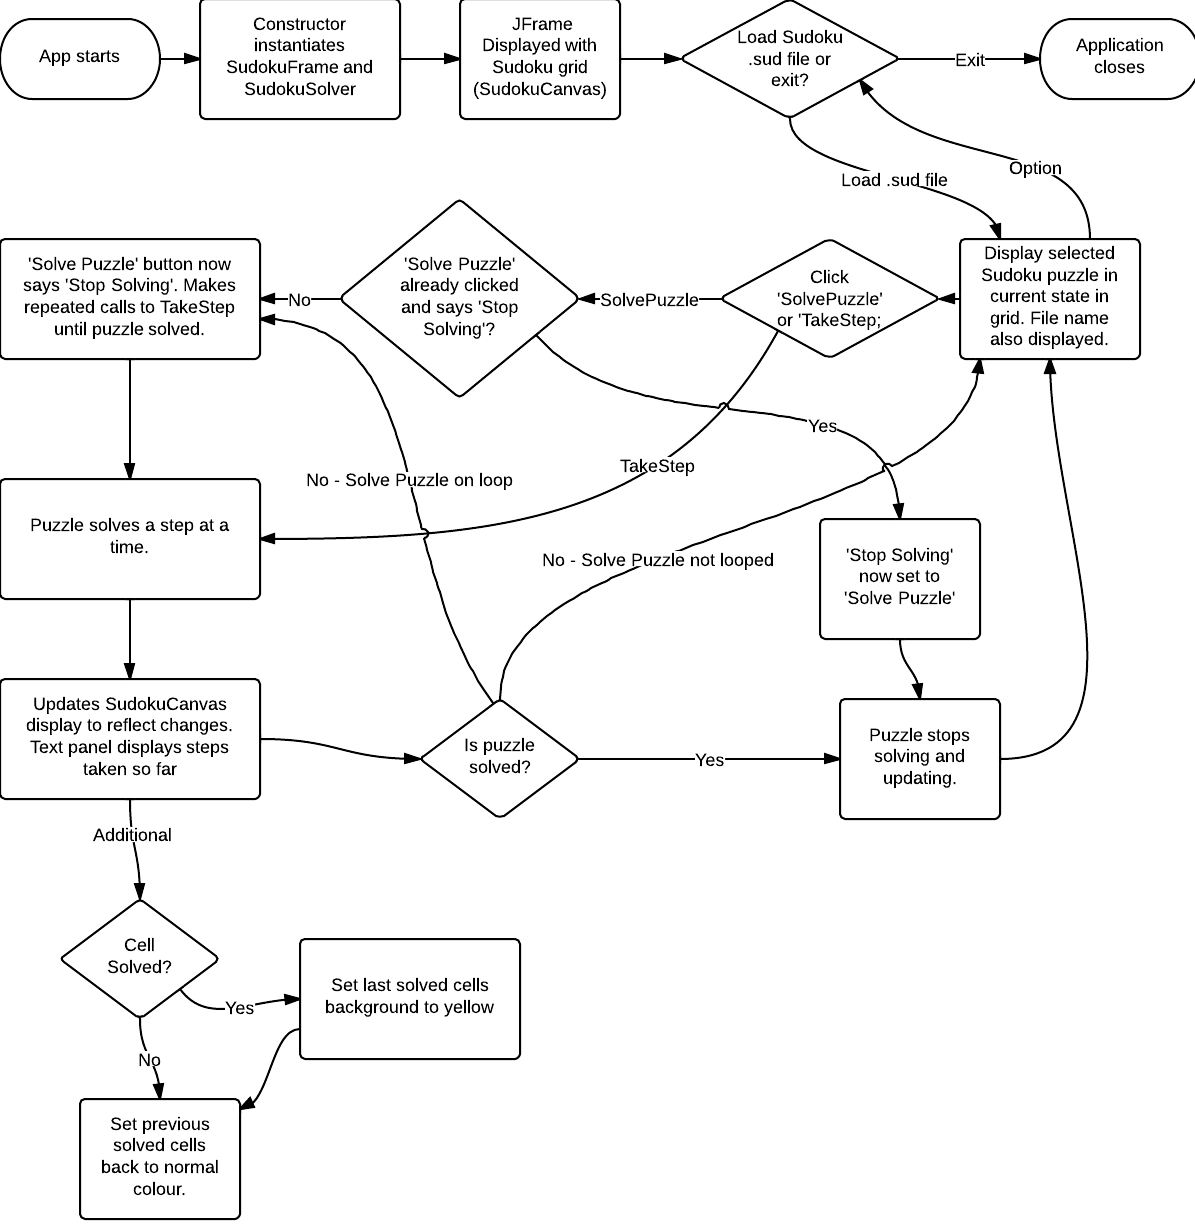 App starts
Constructor
instantiates
SudokuFrame and
SudokuSolver
JFrame
Displayed with
Sudoku grid
(SudokuCanvas)
Load Sudoku
.sud file or
exit?
Exit
Application
closes
Load .sud file
Option
'Solve Puzzle' button now
says 'Stop Solving'. Makes
repeated calls to TakeStep
until puzzle solved.
No
'Solve Puzzle'
already clicked
and says 'Stop
Solving'?
SolvePuzzle
Click
'SolvePuzzle'
or 'TakeStep;
Display selected
Sudoku puzzle in
current state in
grid. File name
also displayed.
Yes
TakeStep
No - Solve Puzzle on loop
Puzzle solves a step at a
time.
No - Solve Puzzle not looped
'Stop Solving'
now set to
'Solve Puzzle'
Updates SudokuCanvas
display to reflect changes.
Text panel displays steps
taken so far
Is puzzle
solved?
Yes
Puzzle stops
solving and
updating.
Additional
Cell
Solved?
Yes
Set last solved cells
background to yellow
No
Set previous
solved cells
back to normal
colour.